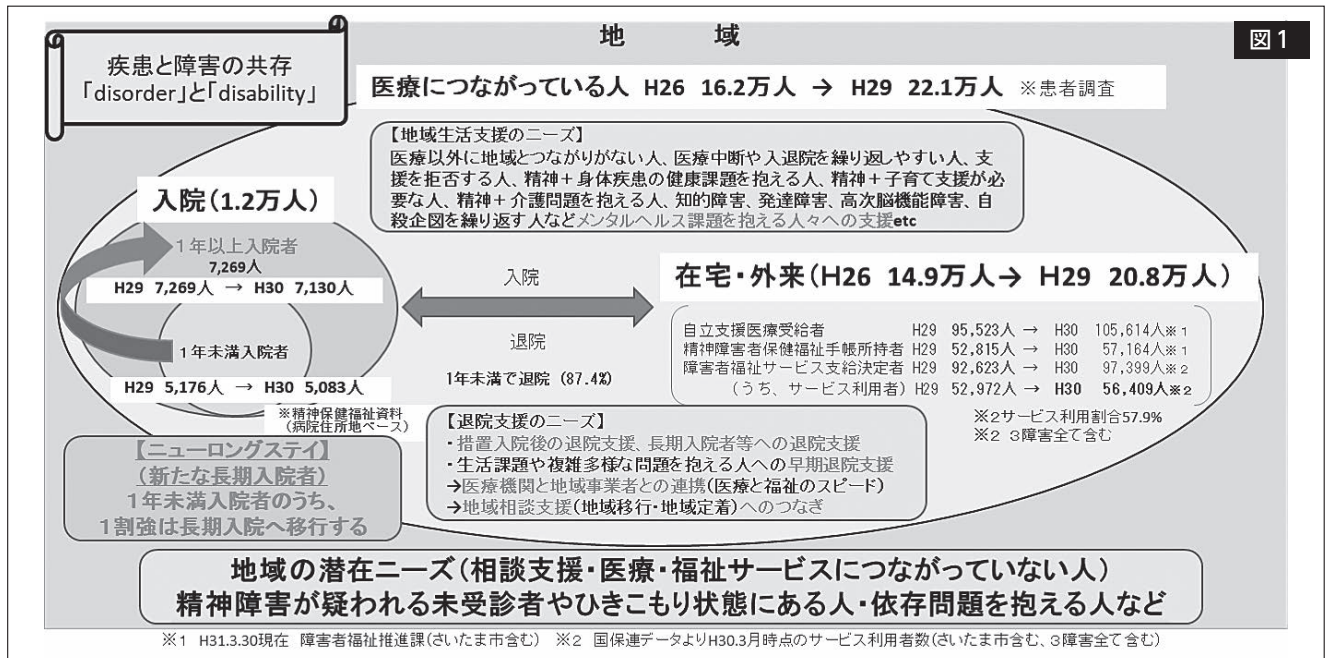 地 域
図1
疾患と障害の共存
「disorder」と「disability」
医療につながっている人 H26 16.2万人 → H29 22.1万人 ※患者調査
【地域生活支援のニーズ】
医療以外に地域とつながりがない人、医療中断や入退院を繰り返しやすい人、支
援を拒否する人、精神+身体疾患の健康課題を抱える人、精神+子育て支援が必
要な人、精神+介護問題を抱える人、知的障害、発達障害、高次脳機能障害、自
殺企図を繰り返す人などメンタルヘルス課題を抱える人々への支援etc
入院(1.2万人)
1年以上入院者
7,269人
H29 7,269人 → H30 7,130人
1年未満入院者
H29 5,176人 → H30 5,083人
※精神保健福祉資料
(病院住所地ベース)
入院
退院
1年未満で退院(87.4%)
在宅・外来(H26 14.9万人→ H29 20.8万人)
自立支援医療受給者 H29 95,523人 → H30 105,614人※1
精神障害者保健福祉手帳所持者 H29 52,815人 → H30 57,164人※1
障害者福祉サービス支給決定者 H29 92,623人 → H30 97,399人※2
(うち、サービス利用者) H29 52,972人 → H30 56,409人※2
※2サービス利用割合57.9%
※2 3障害全て含む
【ニューロングステイ】
(新たな長期入院者)
1年未満入院者のうち、
1割強は長期入院へ移行する
【退院支援のニーズ】
・措置入院後の退院支援、長期入院者等への退院支援
・生活課題や複雑多様な問題を抱える人への早期退院支援
→医療機関と地域事業者との連携(医療と福祉のスピード)
→地域相談支援(地域移行・地域定着)へのつなぎ
地域の潜在ニーズ(相談支援・医療・福祉サービスにつながっていない人)
精神障害が疑われる未受診者やひきこもり状態にある人・依存問題を抱える人など
※1 H31.3.30現在 障害者福祉推進課(さいたま市含む) ※2 国保連データよりH30.3月時点のサービス利用者数(さいたま市含む、3障害全て含む)